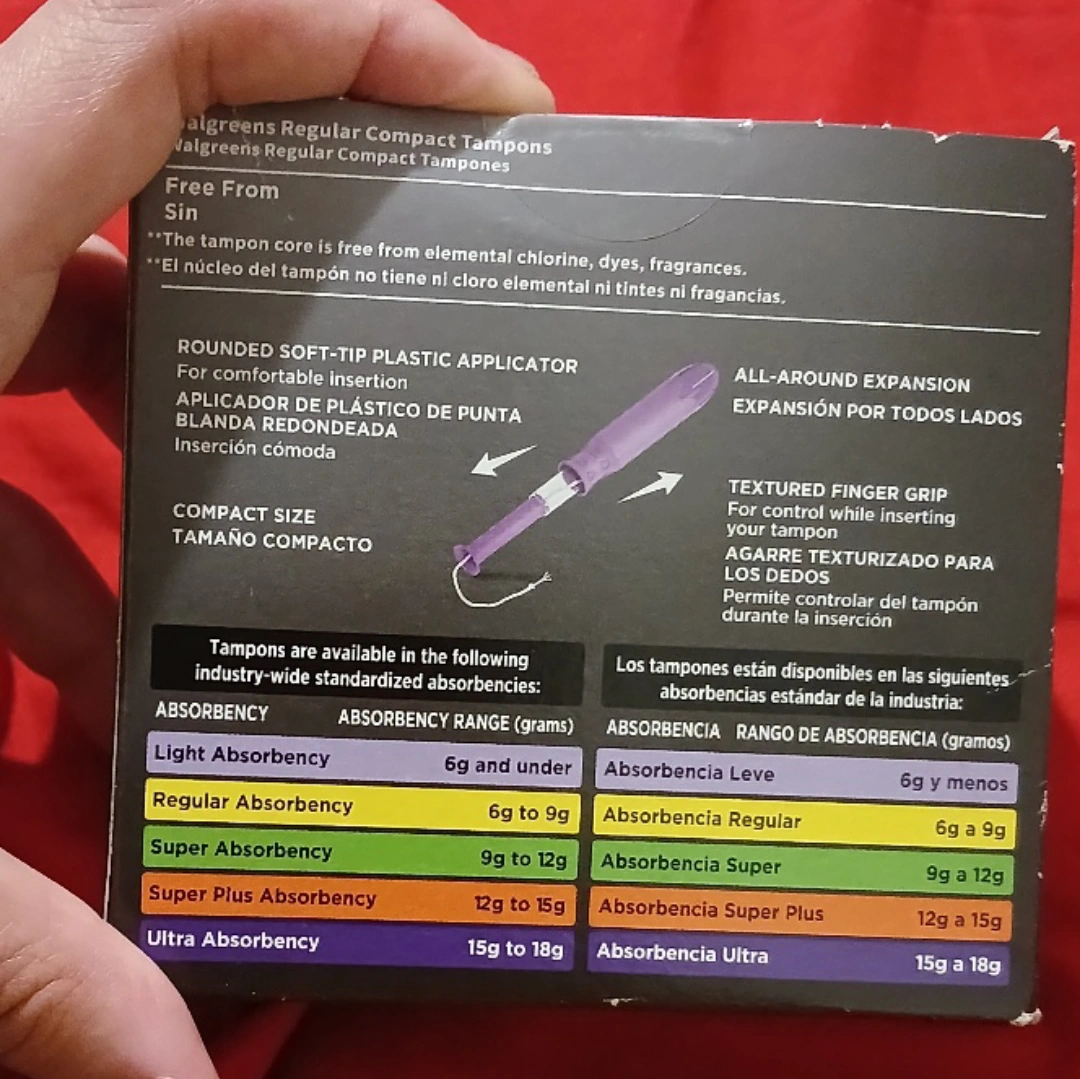 algreens Regular Compact Tampons
Walgreens Regular Compact Tampones
Free From
Sin
**The tampon core is free from elemental chlorine, dyes, fragrances.
**El núcleo del tampón no tiene ni cloro elemental ni tintes ni fragancias.
ROUNDED SOFT-TIP PLASTIC APPLICATOR
For comfortable insertion
APLICADOR DE PLÁSTICO DE PUNTA
BLANDA REDONDEADA
Inserción cómoda
COMPACT SIZE
TAMAÑO COMPACTO
ALL-AROUND EXPANSION
EXPANSIÓN POR TODOS LADOS
TEXTURED FINGER GRIP
For control while inserting
your tampon
AGARRE TEXTURIZADO PARA
LOS DEDOS
Permite controlar del tampón
durante la inserción
Tampons are available in the following
industry-wide standardized absorbencies:
ABSORBENCY ABSORBENCY RANGE (grams)
Light Absorbency 6g and under
Regular Absorbency 6g to 9g
Super Absorbency 9g to 12g
Super Plus Absorbency 12g to 15g
Ultra Absorbency 15g to 18g
Los tampones están disponibles en las siguientes
absorbencias estándar de la industria:
ABSORBENCIA RANGO DE ABSORBENCIA (gramos)
Absorbencia Leve 6g y menos
Absorbencia Regular 6g a 9g
Absorbencia Super 9g a 12g
Absorbencia Super Plus 12g a 15g
Absorbencia Ultra 15g a 18g